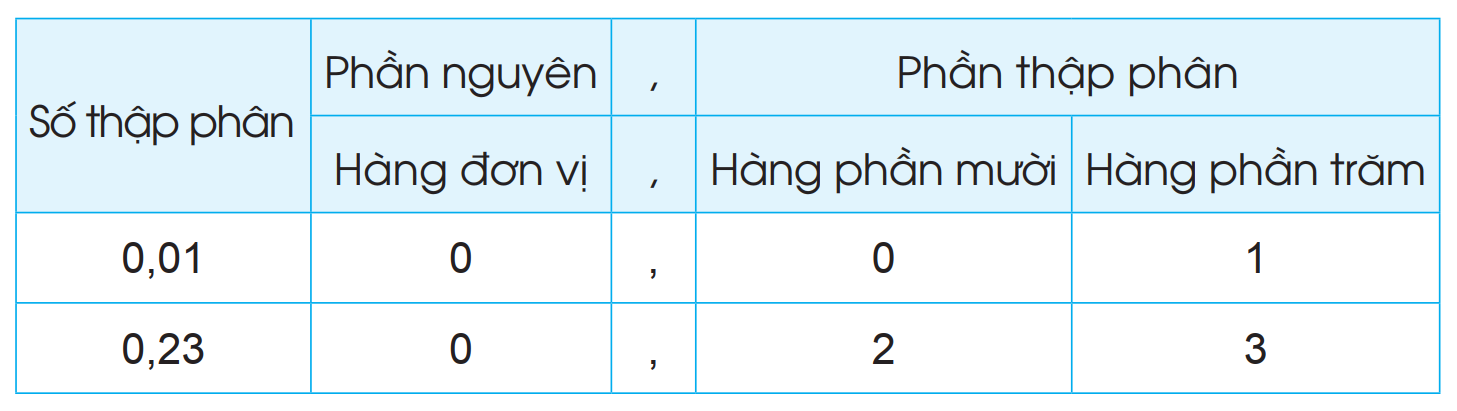 Số thập phân Phần nguyên , Phần thập phân
Hàng đơn vị , Hàng phần mười Hàng phần trăm
0,01 0 , 0 1
0,23 0 , 2 3